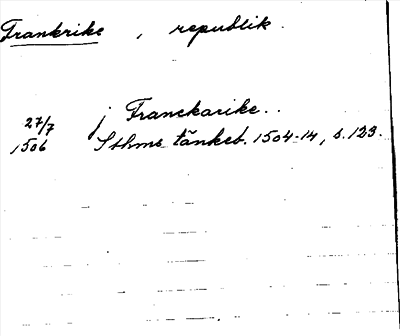 Frankrike , republik.
27/7 j Franckarike..
1506 Sthms tänkeb. 1504-14, s. 123.